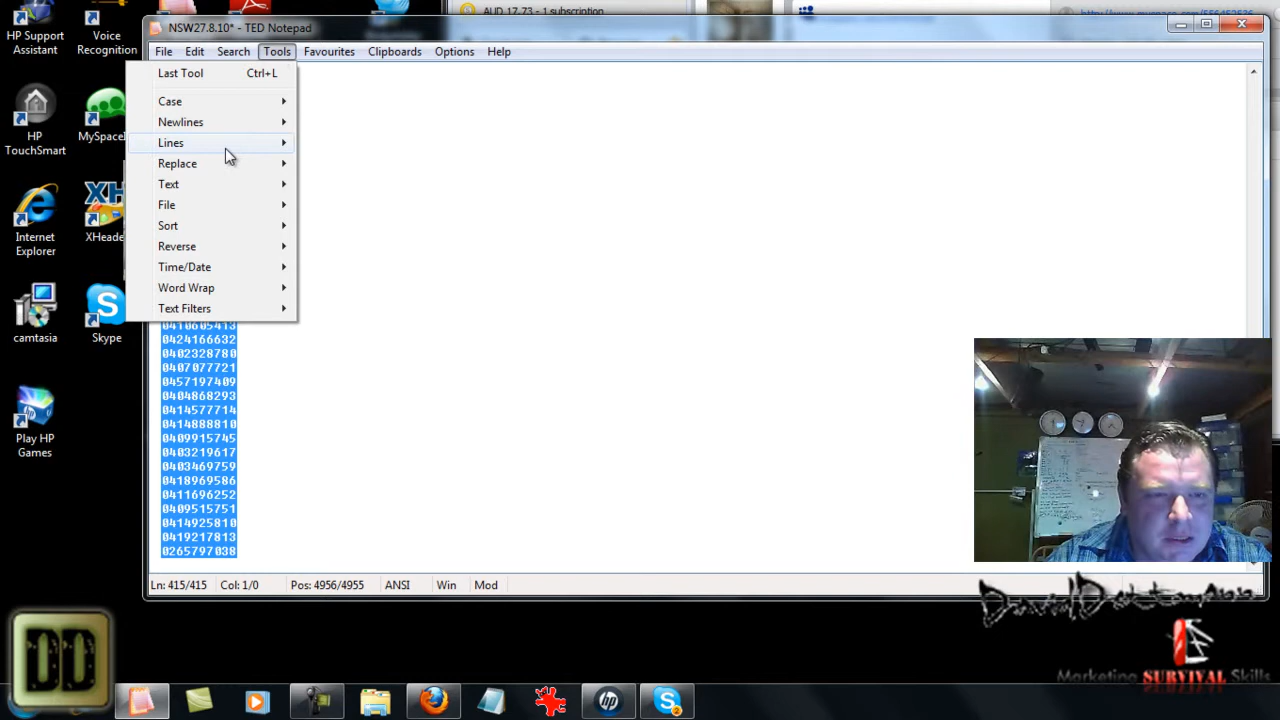 AUD 17.73 - 1 subscription
HP Support
Assistant
Voice
Recognition
NSW27.8.10* - TED Notepad
File Edit Search Tools Favourites Clipboards Options Help
Last Tool Ctrl+L
Case
Newlines
Lines
Replace
Text
File
Sort
Reverse
Time/Date
Word Wrap
Text Filters
HP
TouchSmart
MySpaceI
Internet
Explorer
XHeade
camtasia
Skype
Play HP
Games
0410605413
0424166632
0402328780
0407077721
0457197409
0404868293
0414577714
0414888810
0409915745
0403219617
0403469759
0418969586
0411696252
0409515751
0414925810
0419217813
0265797038
Ln: 415/415 Col: 1/0 Pos: 4956/4955 ANSI Win Mod
DD
Marketing SURVIVAL Skills